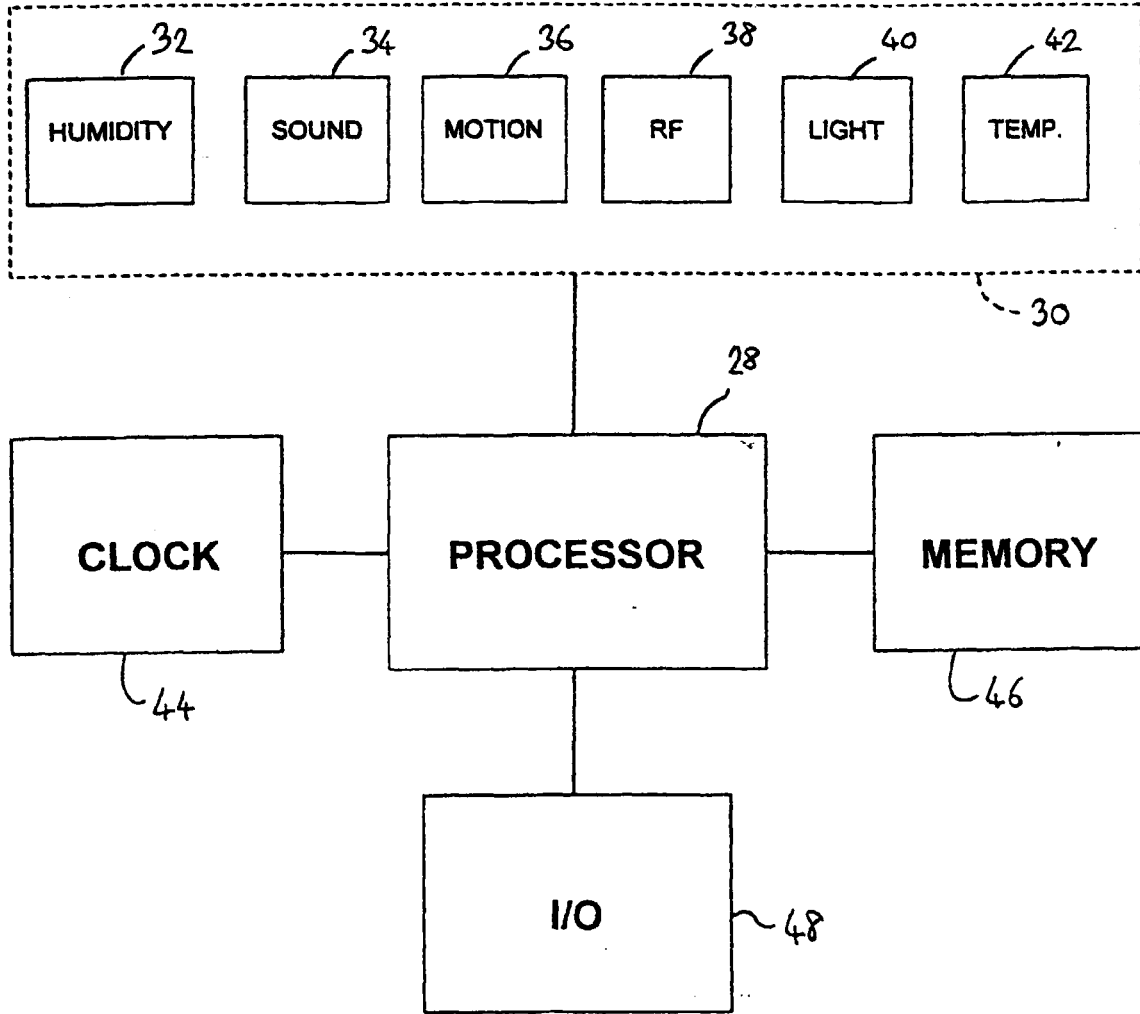 32 34 36 38 40 42
HUMIDITY SOUND MOTION RF LIGHT TEMP.
30
28
CLOCK PROCESSOR MEMORY
44 46
I/O
48